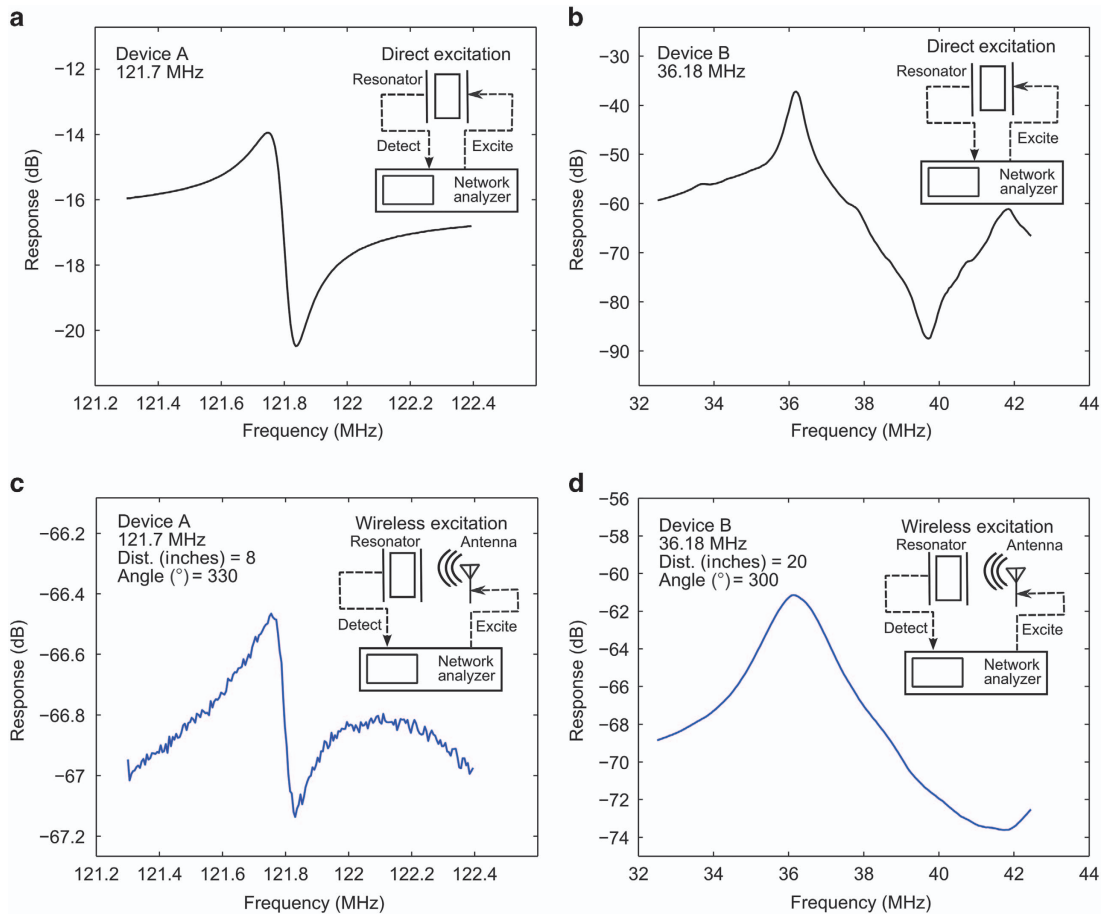 a
Device A
121.7 MHz
Direct excitation
Resonator
Detect
Excite
Network
analyzer
Response (dB)
−12
−14
−16
−18
−20
121.2 121.4 121.6 121.8 122 122.2 122.4
Frequency (MHz)
b
Device B
36.18 MHz
Direct excitation
Resonator
Detect
Excite
Network
analyzer
Response (dB)
−30
−40
−50
−60
−70
−80
−90
32 34 36 38 40 42 44
Frequency (MHz)
c
Device A
121.7 MHz
Dist. (inches) = 8
Angle (°) = 330
Wireless excitation
Resonator
Antenna
Detect
Excite
Network
analyzer
Response (dB)
−66.2
−66.4
−66.6
−66.8
−67
−67.2
121.2 121.4 121.6 121.8 122 122.2 122.4
Frequency (MHz)
d
Device B
36.18 MHz
Dist. (inches) = 20
Angle (°) = 300
Wireless excitation
Resonator
Antenna
Detect
Excite
Network
analyzer
Response (dB)
−56
−58
−60
−62
−64
−66
−68
−70
−72
−74
32 34 36 38 40 42 44
Frequency (MHz)